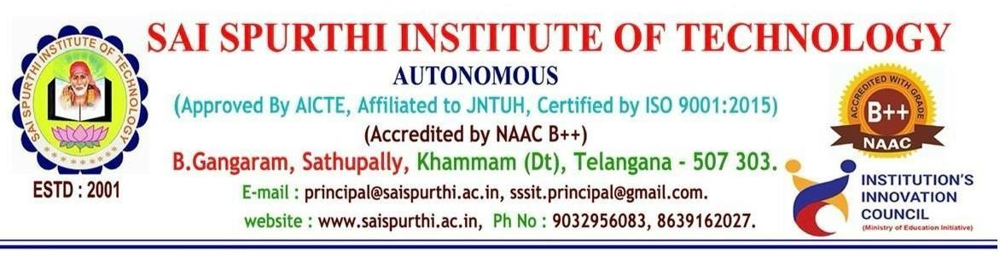 SAI SPURTHI INSTITUTE OF TECHNOLOGY
SAI SPURTHI INSTITUTE OF TECHNOLOGY
AUTONOMOUS
(Approved By AICTE, Affiliated to JNTUH, Certified by ISO 9001:2015)
(Accredited by NAAC B++)
B.Gangaram, Sathupally, Khammam (Dt), Telangana - 507 303.
ESTD : 2001
E-mail : principal@saispurthi.ac.in, sssit.principal@gmail.com.
website : www.saispurthi.ac.in, Ph No : 9032956083, 8639162027.
ACCREDITED WITH GRADE
B++
NAAC
INSTITUTION'S
INNOVATION
COUNCIL
(Ministry of Education Initiative)